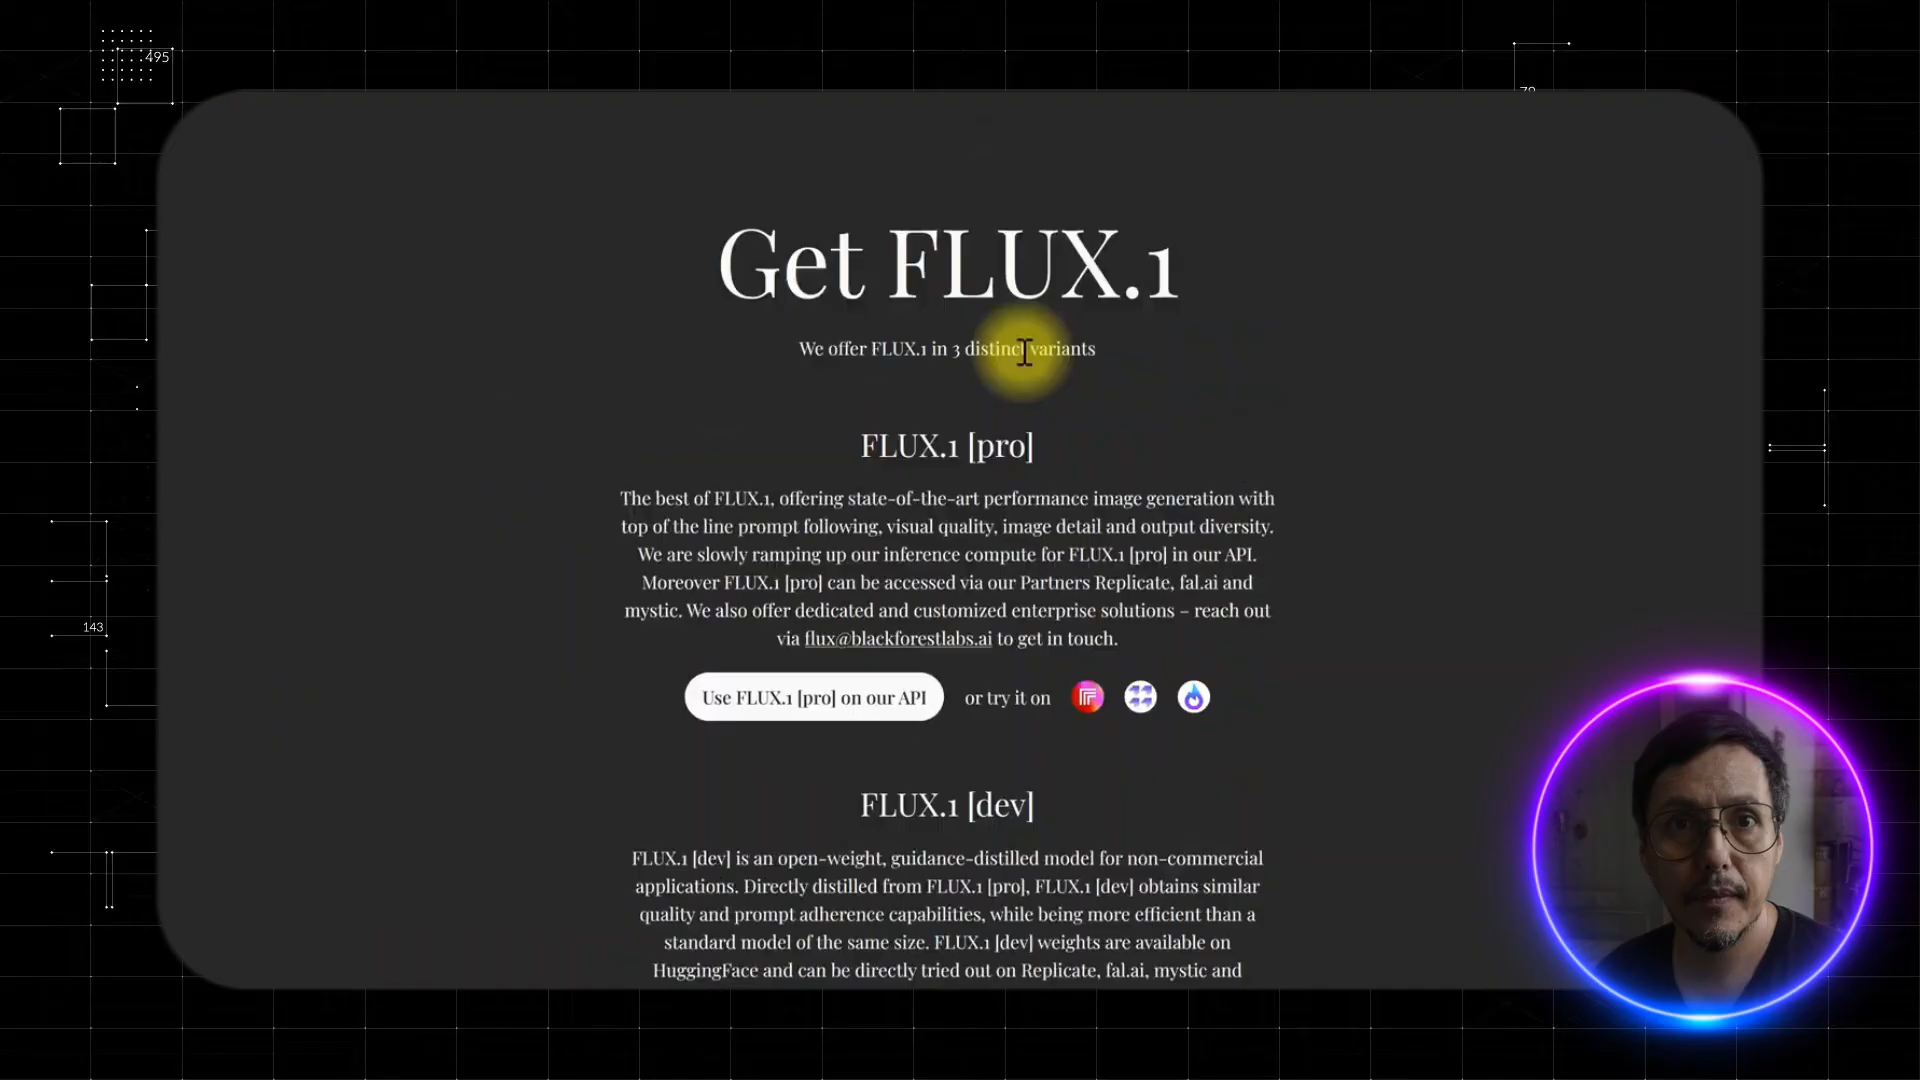 495
79
Get FLUX.1
We offer FLUX.1 in 3 distinct variants
FLUX.1 [pro]
The best of FLUX.1, offering state-of-the-art performance image generation with
top of the line prompt following, visual quality, image detail and output diversity.
We are slowly ramping up our inference compute for FLUX.1 [pro] in our API.
Moreover FLUX.1 [pro] can be accessed via our Partners Replicate, fal.ai and
mystic. We also offer dedicated and customized enterprise solutions – reach out
via flux@blackforestlabs.ai to get in touch.
Use FLUX.1 [pro] on our API or try it on
143
FLUX.1 [dev]
FLUX.1 [dev] is an open-weight, guidance-distilled model for non-commercial
applications. Directly distilled from FLUX.1 [pro], FLUX.1 [dev] obtains similar
quality and prompt adherence capabilities, while being more efficient than a
standard model of the same size. FLUX.1 [dev] weights are available on
HuggingFace and can be directly tried out on Replicate, fal.ai, mystic and